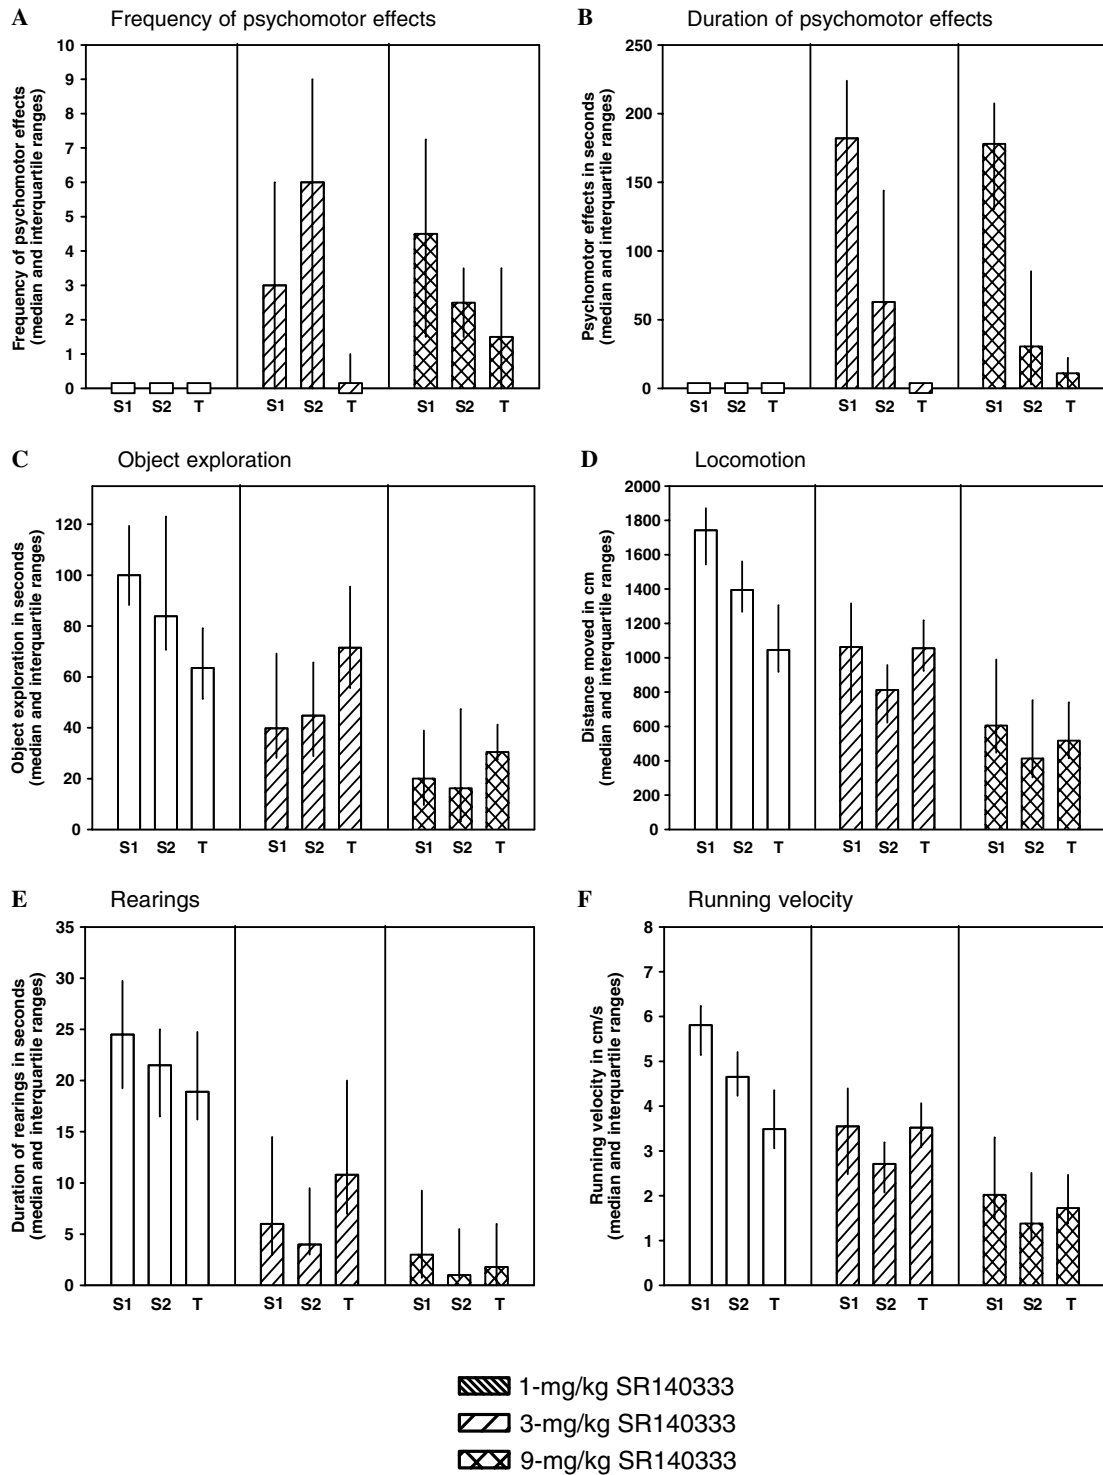 A Frequency of psychomotor effects
Frequency of psychomotor effects
(median and interquartile ranges)
10
9
8
7
6
5
4
3
2
1
0
S1 S2 T S1 S2 T S1 S2 T
B Duration of psychomotor effects
Psychomotor effects in seconds
(median and interquartile ranges)
250
200
150
100
50
0
S1 S2 T S1 S2 T S1 S2 T
C Object exploration
Object exploration in seconds
(median and interquartile ranges)
120
100
80
60
40
20
0
S1 S2 T S1 S2 T S1 S2 T
D Locomotion
Distance moved in cm
(median and interquartile ranges)
2000
1800
1600
1400
1200
1000
800
600
400
200
0
S1 S2 T S1 S2 T S1 S2 T
E Rearings
Duration of rearings in seconds
(median and interquartile ranges)
35
30
25
20
15
10
5
0
S1 S2 T S1 S2 T S1 S2 T
F Running velocity
Running velocity in cm/s
(median and interquartile ranges)
8
7
6
5
4
3
2
1
0
S1 S2 T S1 S2 T S1 S2 T
1-mg/kg SR140333
3-mg/kg SR140333
9-mg/kg SR140333